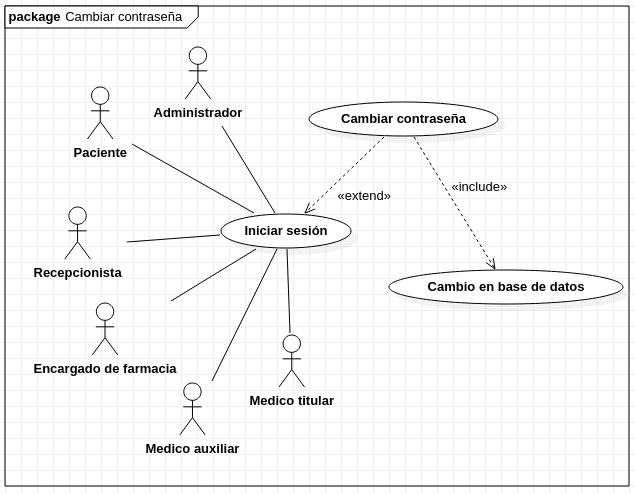 package Cambiar contraseña
Administrador
Cambiar contraseña
Paciente
«extend»
«include»
Iniciar sesión
Recepcionista
Cambio en base de datos
Encargado de farmacia
Medico titular
Medico auxiliar